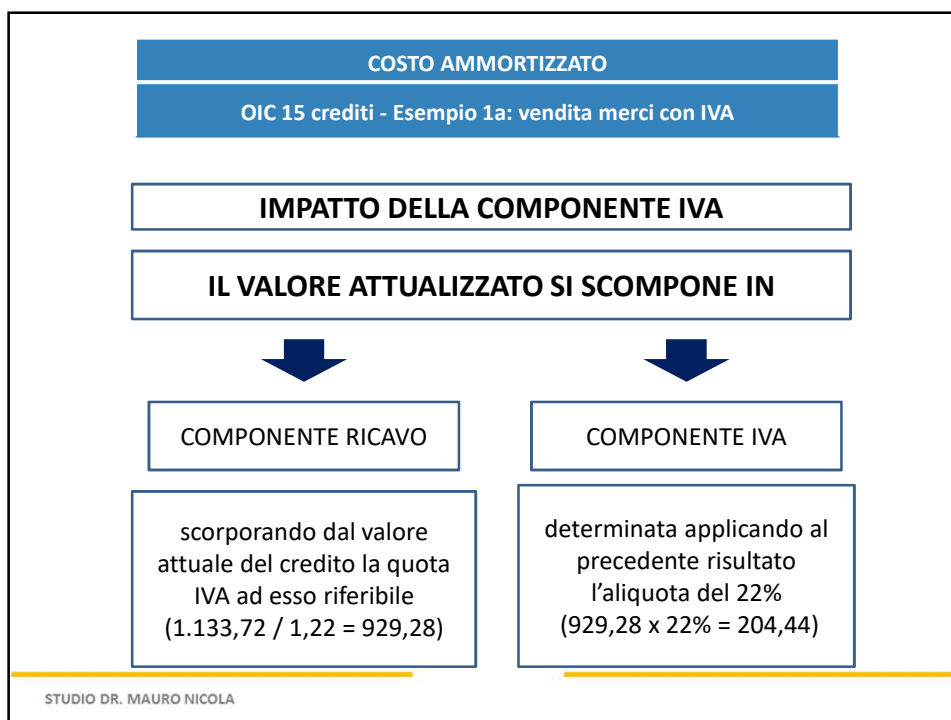 COSTO AMMORTIZZATO
OIC 15 crediti - Esempio 1a: vendita merci con IVA
IMPATTO DELLA COMPONENTE IVA
IL VALORE ATTUALIZZATO SI SCOMPONE IN
COMPONENTE RICAVO
scorporando dal valore
attuale del credito la quota
IVA ad esso riferibile
(1.133,72 / 1,22 = 929,28)
COMPONENTE IVA
determinata applicando al
precedente risultato
l’aliquota del 22%
(929,28 x 22% = 204,44)
STUDIO DR. MAURO NICOLA